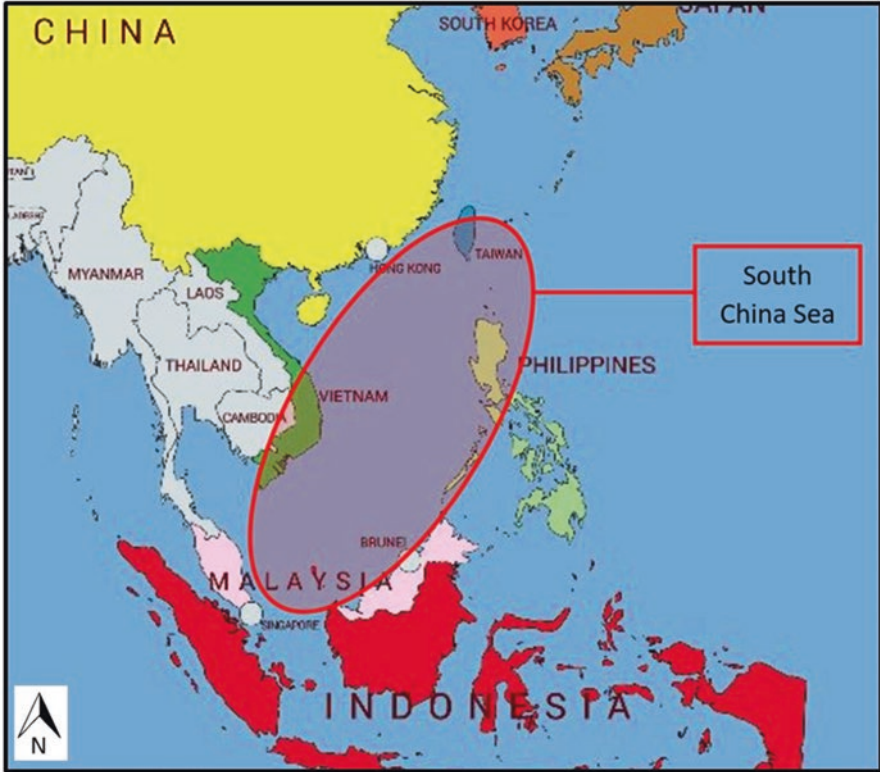 CHINA
SOUTH KOREA
JAPAN
MYANMAR
LAOS
HONG KONG
TAIWAN
South
China Sea
THAILAND
PHILIPPINES
CAMBODIA
VIETNAM
BRUNEI
MALAYSIA
SINGAPORE
INDONESIA
N